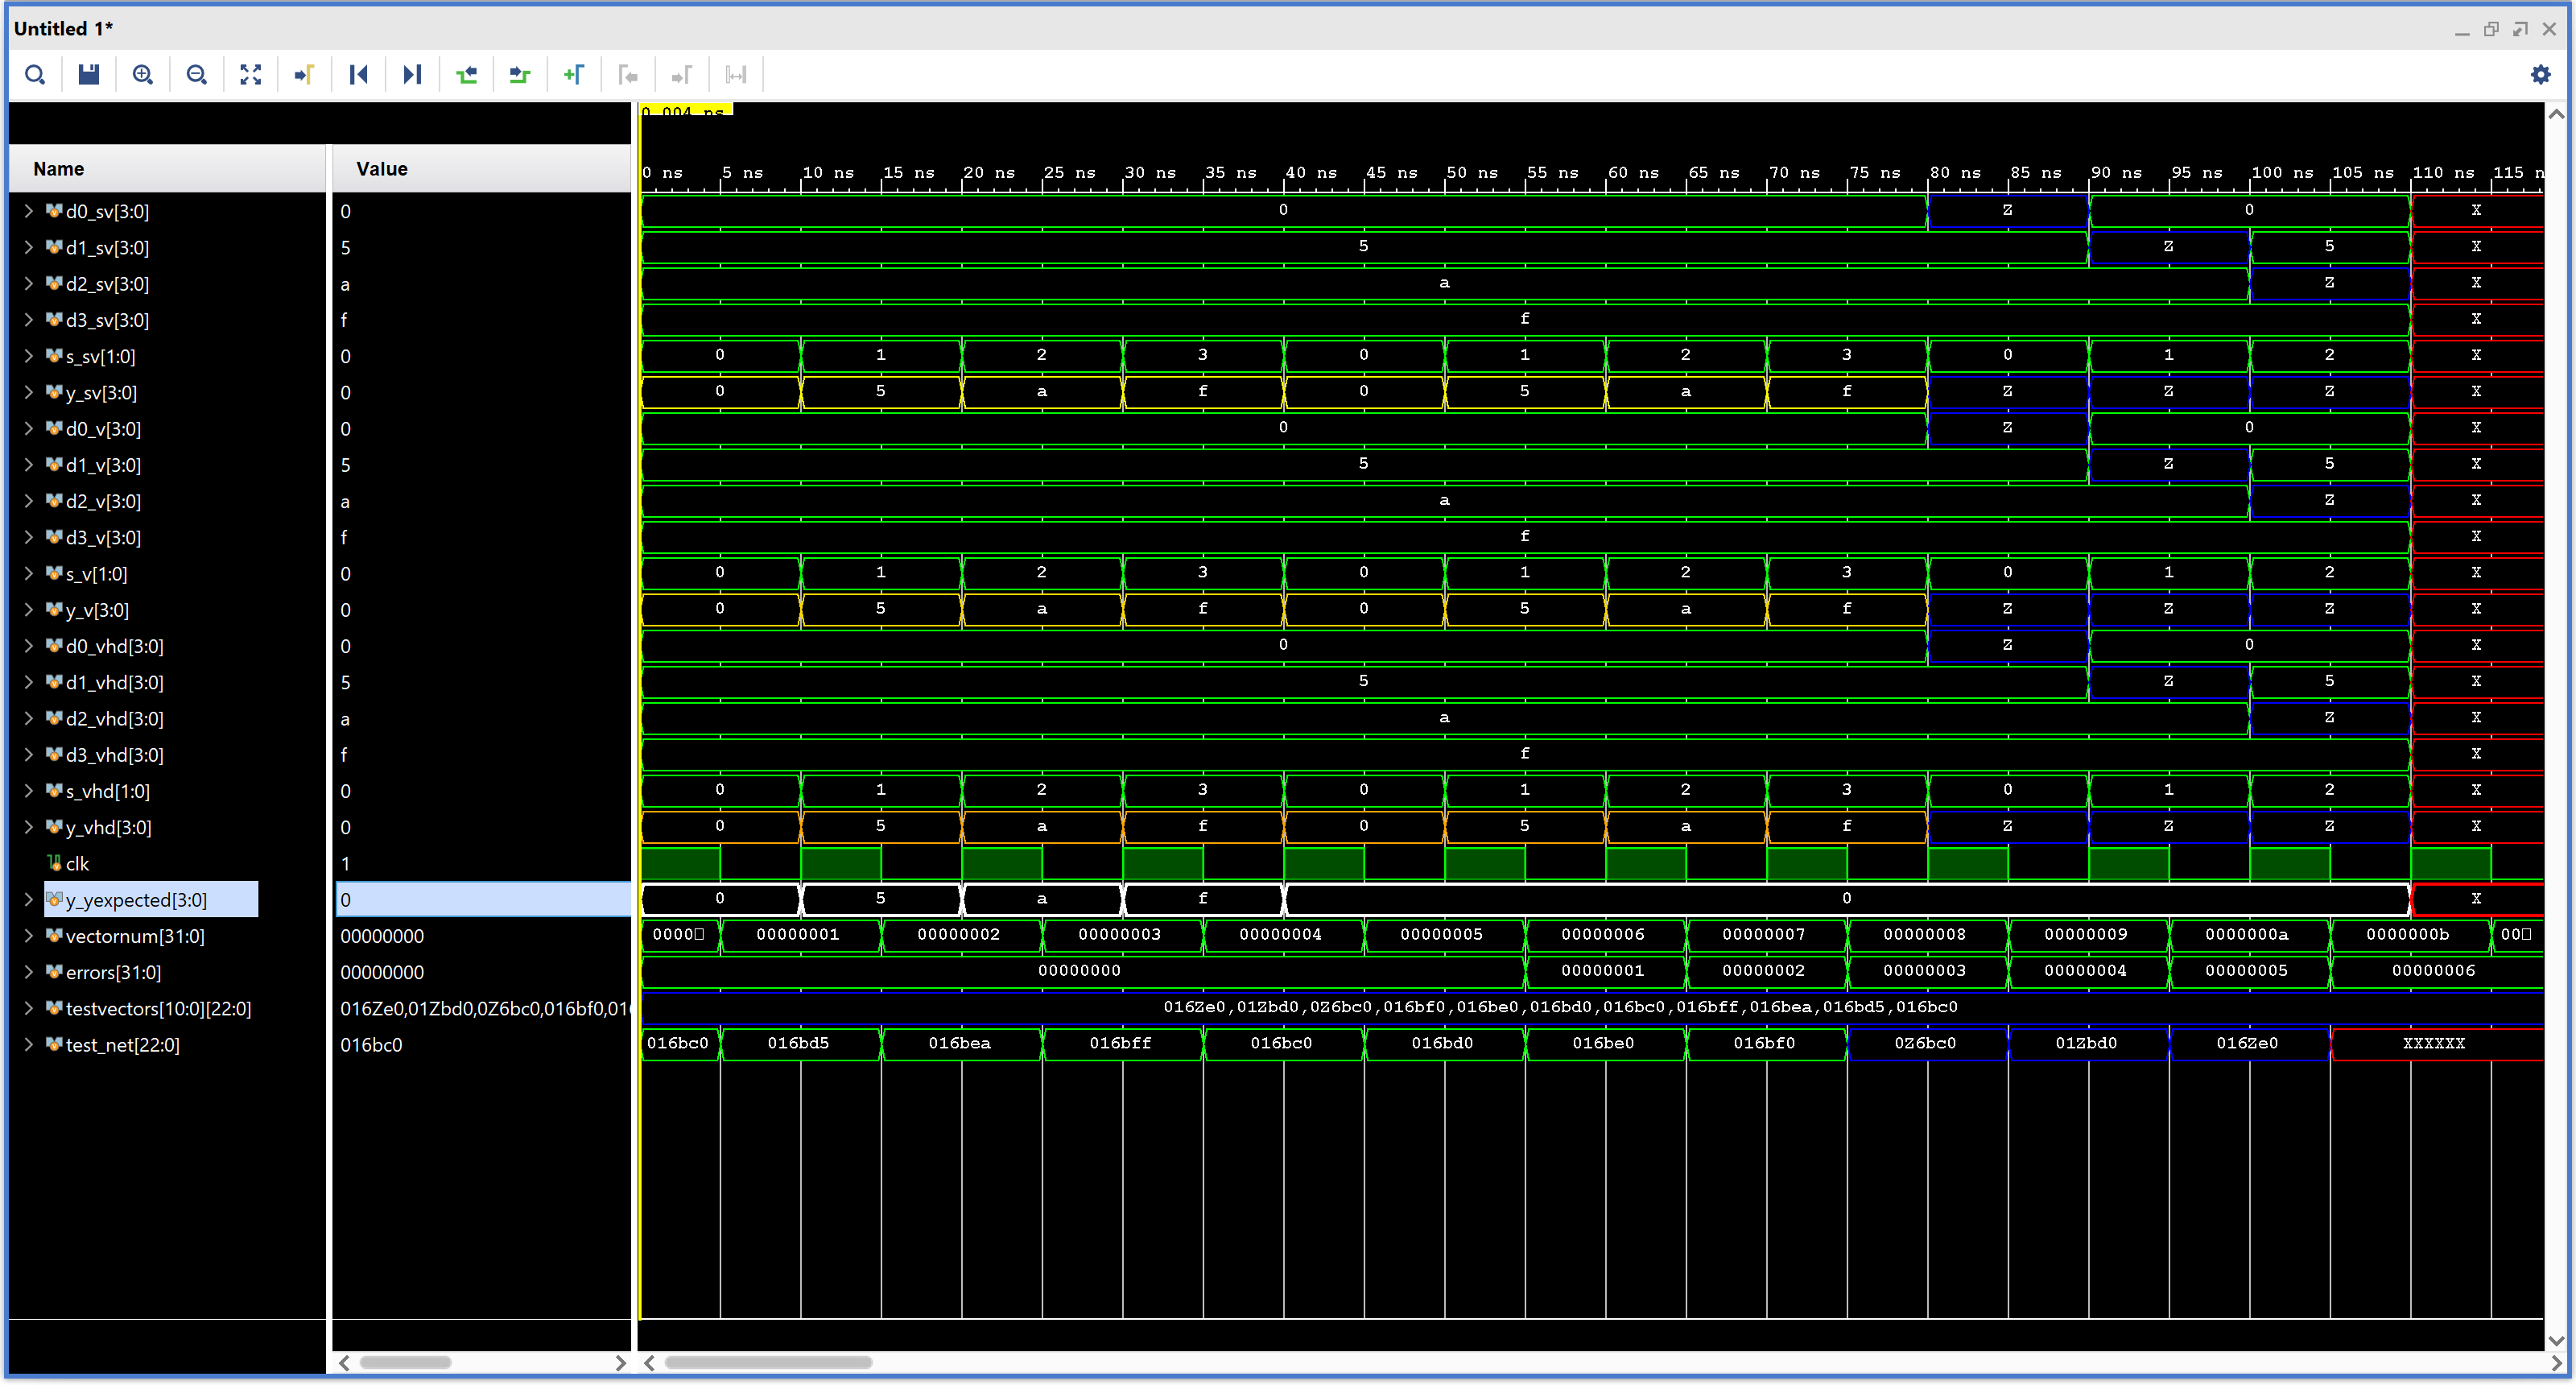 Untitled 1*
0.004 ns
Name Value
0 ns 5 ns 10 ns 15 ns 20 ns 25 ns 30 ns 35 ns 40 ns 45 ns 50 ns 55 ns 60 ns 65 ns 70 ns 75 ns 80 ns 85 ns 90 ns 95 ns 100 ns 105 ns 110 ns 115 n
d0_sv[3:0] 0 0 Z 0 X
d1_sv[3:0] 5 5 Z 5 X
d2_sv[3:0] a a Z X
d3_sv[3:0] f f X
s_sv[1:0] 0 0 1 2 3 0 1 2 3 0 1 2 X
y_sv[3:0] 0 0 5 a f 0 5 a f Z Z Z X
d0_v[3:0] 0 0 Z 0 X
d1_v[3:0] 5 5 Z 5 X
d2_v[3:0] a a Z X
d3_v[3:0] f f X
s_v[1:0] 0 0 1 2 3 0 1 2 3 0 1 2 X
y_v[3:0] 0 0 5 a f 0 5 a f Z Z Z X
d0_vhd[3:0] 0 0 Z 0 X
d1_vhd[3:0] 5 5 Z 5 X
d2_vhd[3:0] a a Z X
d3_vhd[3:0] f f X
s_vhd[1:0] 0 0 1 2 3 0 1 2 3 0 1 2 X
y_vhd[3:0] 0 0 5 a f 0 5 a f Z Z Z X
clk 1
y_yexpected[3:0] 0 0 5 a f 0 X
vectornum[31:0] 00000000 0000□ 00000001 00000002 00000003 00000004 00000005 00000006 00000007 00000008 00000009 0000000a 0000000b 00□
errors[31:0] 00000000 00000000 00000001 00000002 00000003 00000004 00000005 00000006
testvectors[10:0][22:0] 016Ze0,01Zbd0,0Z6bc0,016bf0,01 016Ze0,01Zbd0,0Z6bc0,016bf0,016be0,016bd0,016bc0,016bff,016bea,016bd5,016bc0
test_net[22:0] 016bc0 016bc0 016bd5 016bea 016bff 016bc0 016bd0 016be0 016bf0 0Z6bc0 01Zbd0 016Ze0 XXXXXX